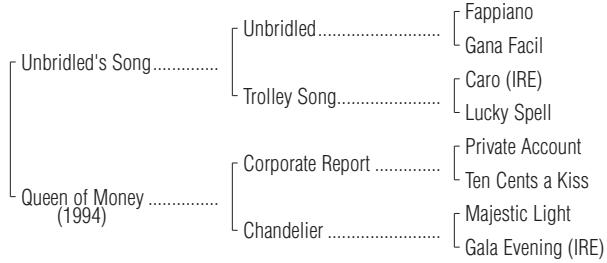 Fappiano
Unbridled........................
Gana Facil
Unbridled's Song.............
Caro (IRE)
Trolley Song....................
Lucky Spell
Private Account
Corporate Report .............
Ten Cents a Kiss
Queen of Money ..............
(1994)
Majestic Light
Chandelier ......................
Gala Evening (IRE)